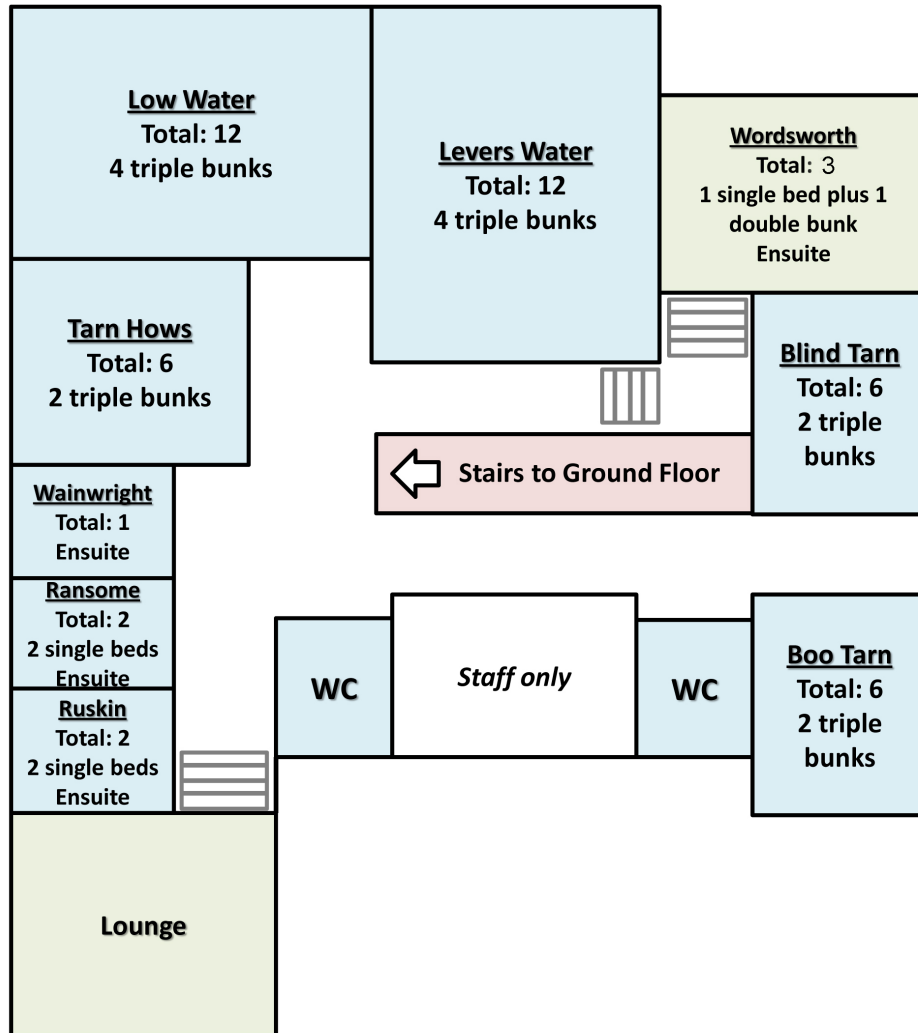 Low Water
Total: 12
4 triple bunks
Levers Water
Total: 12
4 triple bunks
Wordsworth
Total: 3
1 single bed plus 1
double bunk
Ensuite
Tarn Hows
Total: 6
2 triple bunks
Blind Tarn
Total: 6
2 triple
bunks
Stairs to Ground Floor
Wainwright
Total: 1
Ensuite
Ransome
Total: 2
2 single beds
Ensuite
Ruskin
Total: 2
2 single beds
Ensuite
WC
Staff only
WC
Boo Tarn
Total: 6
2 triple
bunks
Lounge